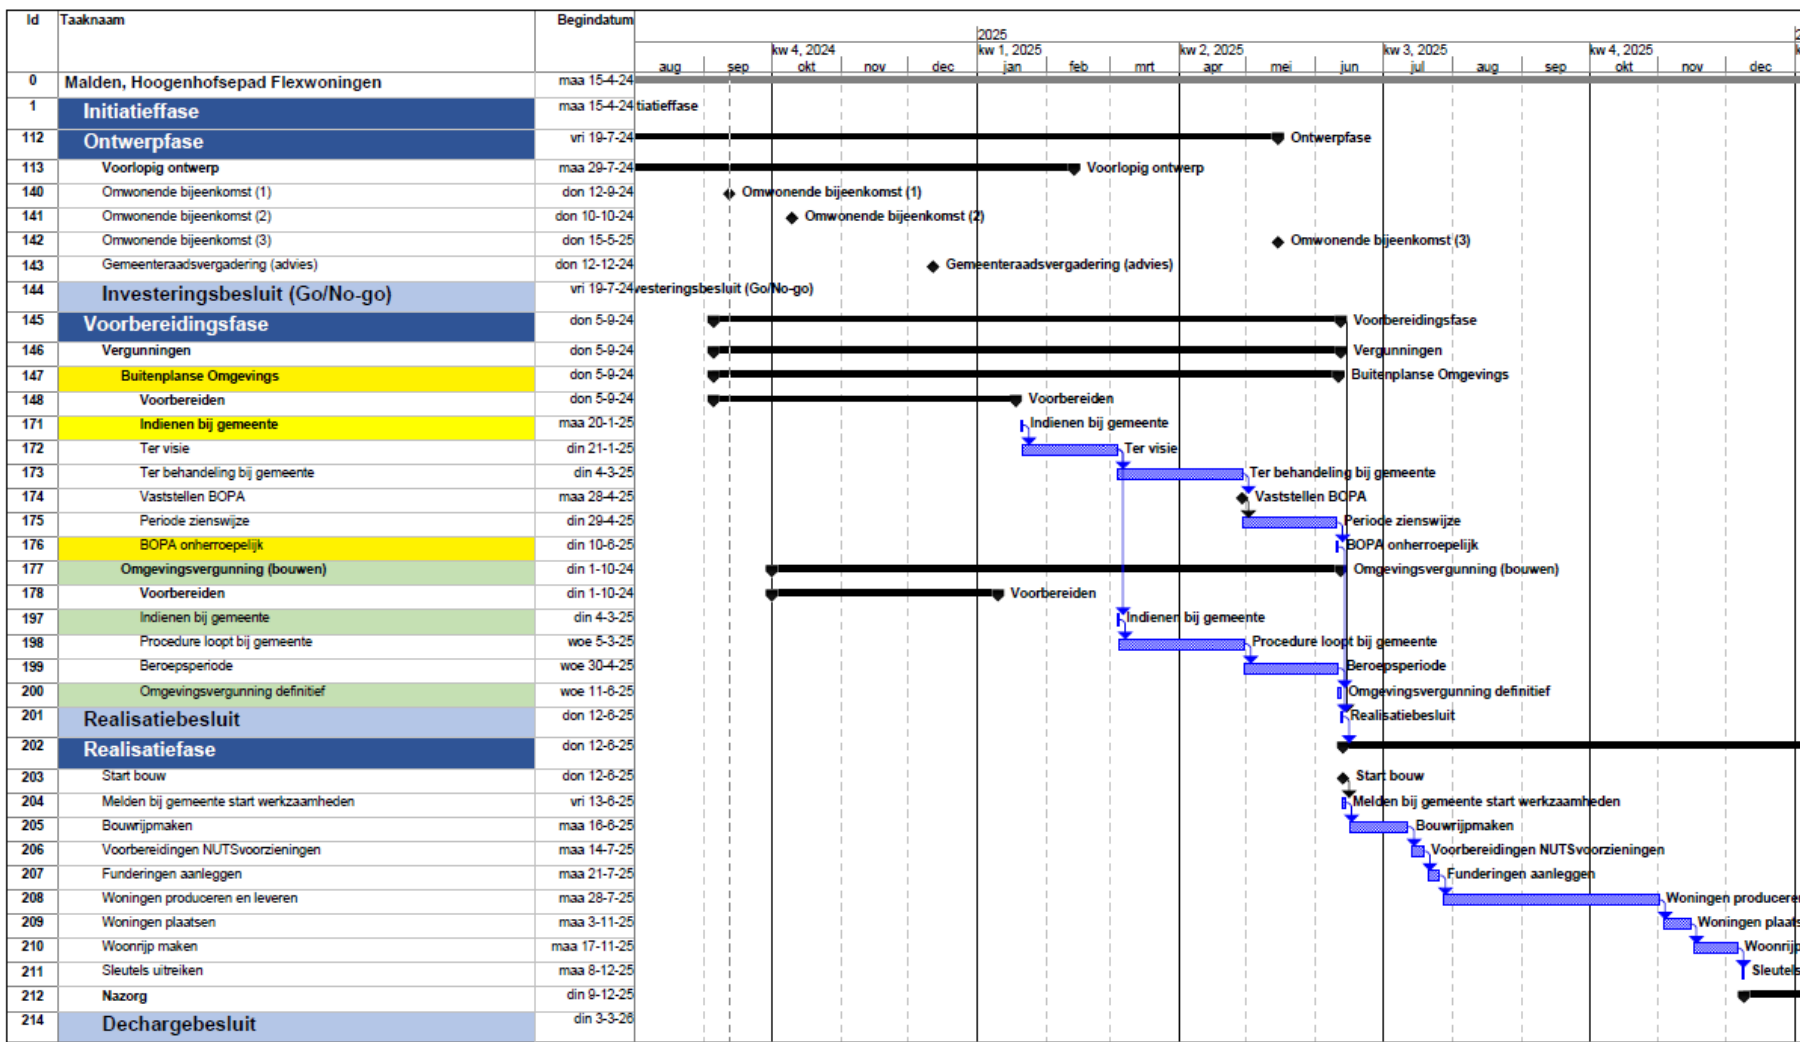 Id Taaknaam Begindatum
2025
kw 4, 2024 kw 1, 2025 kw 2, 2025 kw 3, 2025 kw 4, 2025
aug sep okt nov dec jan feb mrt apr mei jun jul aug sep okt nov dec
0 Malden, Hoogenhofsepad Flexwoningen maa 15-4-24
1 Initiatieffase maa 15-4-24 tiatieffase
112 Ontwerpfase vri 19-7-24 Ontwerpfase
113 Voorlopig ontwerp maa 29-7-24 Voorlopig ontwerp
140 Omwonende bijeenkomst (1) don 12-9-24 Omwonende bijeenkomst (1)
141 Omwonende bijeenkomst (2) don 10-10-24 Omwonende bijeenkomst (2)
142 Omwonende bijeenkomst (3) don 15-5-25 Omwonende bijeenkomst (3)
143 Gemeenteraadsvergadering (advies) don 12-12-24 Gemeenteraadsvergadering (advies)
144 Investeringsbesluit (Go/No-go) vri 19-7-24 vesteringsbesluit (Go/No-go)
145 Voorbereidingsfase don 5-9-24 Voorbereidingsfase
146 Vergunningen don 5-9-24 Vergunningen
147 Buitenplanse Omgevings don 5-9-24 Buitenplanse Omgevings
148 Voorbereiden don 5-9-24 Voorbereiden
171 Indienen bij gemeente maa 20-1-25 Indienen bij gemeente
172 Ter visie din 21-1-25 Ter visie
173 Ter behandeling bij gemeente din 4-3-25 Ter behandeling bij gemeente
174 Vaststellen BOPA maa 28-4-25 Vaststellen BOPA
175 Periode zienswijze din 29-4-25 Periode zienswijze
176 BOPA onherroepelijk din 10-6-25 BOPA onherroepelijk
177 Omgevingsvergunning (bouwen) din 1-10-24 Omgevingsvergunning (bouwen)
178 Voorbereiden din 1-10-24 Voorbereiden
197 Indienen bij gemeente din 4-3-25 Indienen bij gemeente
198 Procedure loopt bij gemeente woe 5-3-25 Procedure loopt bij gemeente
199 Beroepsperiode woe 30-4-25 Beroepsperiode
200 Omgevingsvergunning definitief woe 11-6-25 Omgevingsvergunning definitief
201 Realisatiebesluit don 12-6-25 Realisatiebesluit
202 Realisatiefase don 12-6-25
203 Start bouw don 12-6-25 Start bouw
204 Melden bij gemeente start werkzaamheden vri 13-6-25 Melden bij gemeente start werkzaamheden
205 Bouwrijpmaken maa 16-6-25 Bouwrijpmaken
206 Voorbereidingen NUTSvoorzieningen maa 14-7-25 Voorbereidingen NUTSvoorzieningen
207 Funderingen aanleggen maa 21-7-25 Funderingen aanleggen
208 Woningen produceren en leveren maa 28-7-25 Woningen produceren
209 Woningen plaatsen maa 3-11-25 Woningen plaats
210 Woonrijp maken maa 17-11-25 Woonrijp
211 Sleutels uitreiken maa 8-12-25 Sleutels
212 Nazorg din 9-12-25
214 Dechargebesluit din 3-3-26